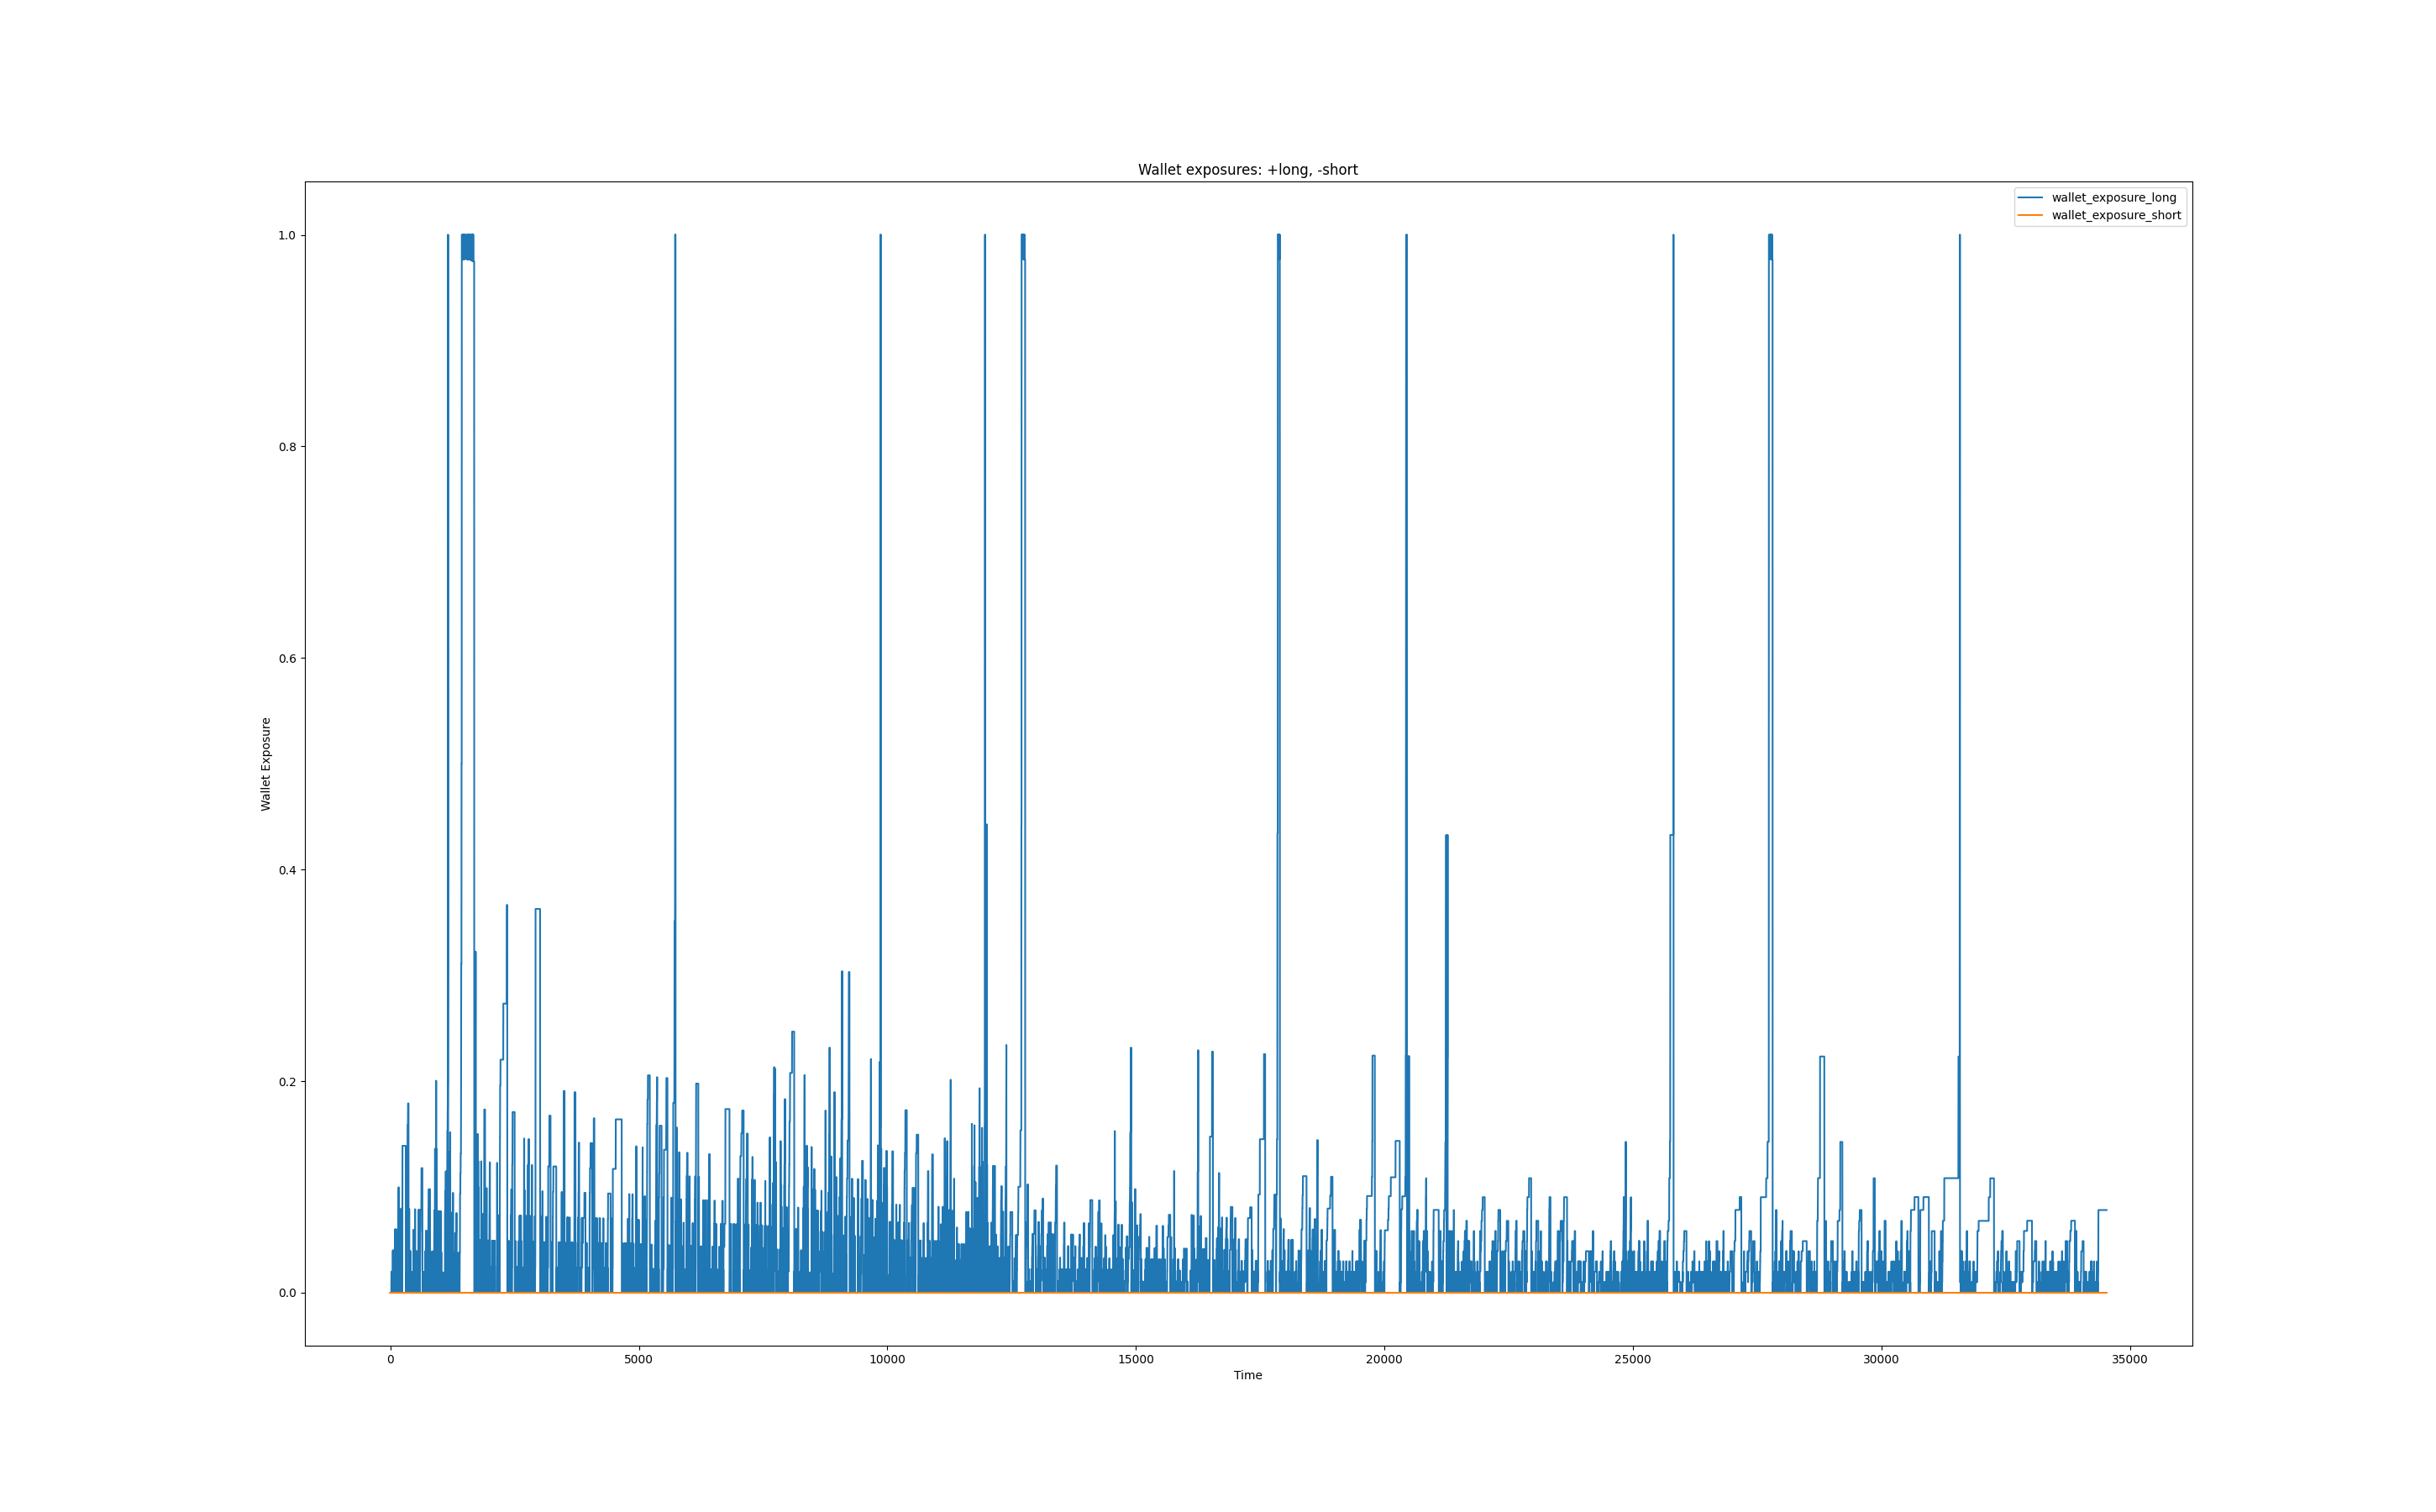 Wallet exposures: +long, -short
wallet_exposure_long
wallet_exposure_short
1.0
0.8
0.6
0.4
0.2
0.0
Wallet Exposure
0 5000 10000 15000 20000 25000 30000 35000
Time